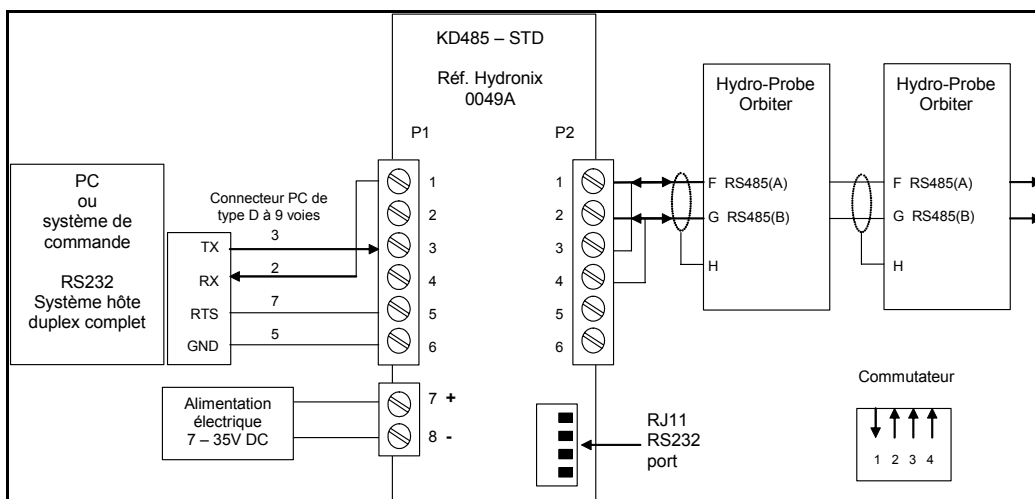 KD485 – STD
Réf. Hydronix
0049A
P1
P2
PC
ou
système de
commande
RS232
Système hôte
duplex complet
Connecteur PC de
type D à 9 voies
TX
3
RX
2
RTS
7
GND
5
1
2
3
4
5
6
7 +
8 -
Alimentation
électrique
7 – 35V DC
1
2
3
4
5
6
RJ11
RS232
port
Hydro-Probe
Orbiter
F RS485(A)
G RS485(B)
H
Hydro-Probe
Orbiter
F RS485(A)
G RS485(B)
H
Commutateur
1 2 3 4